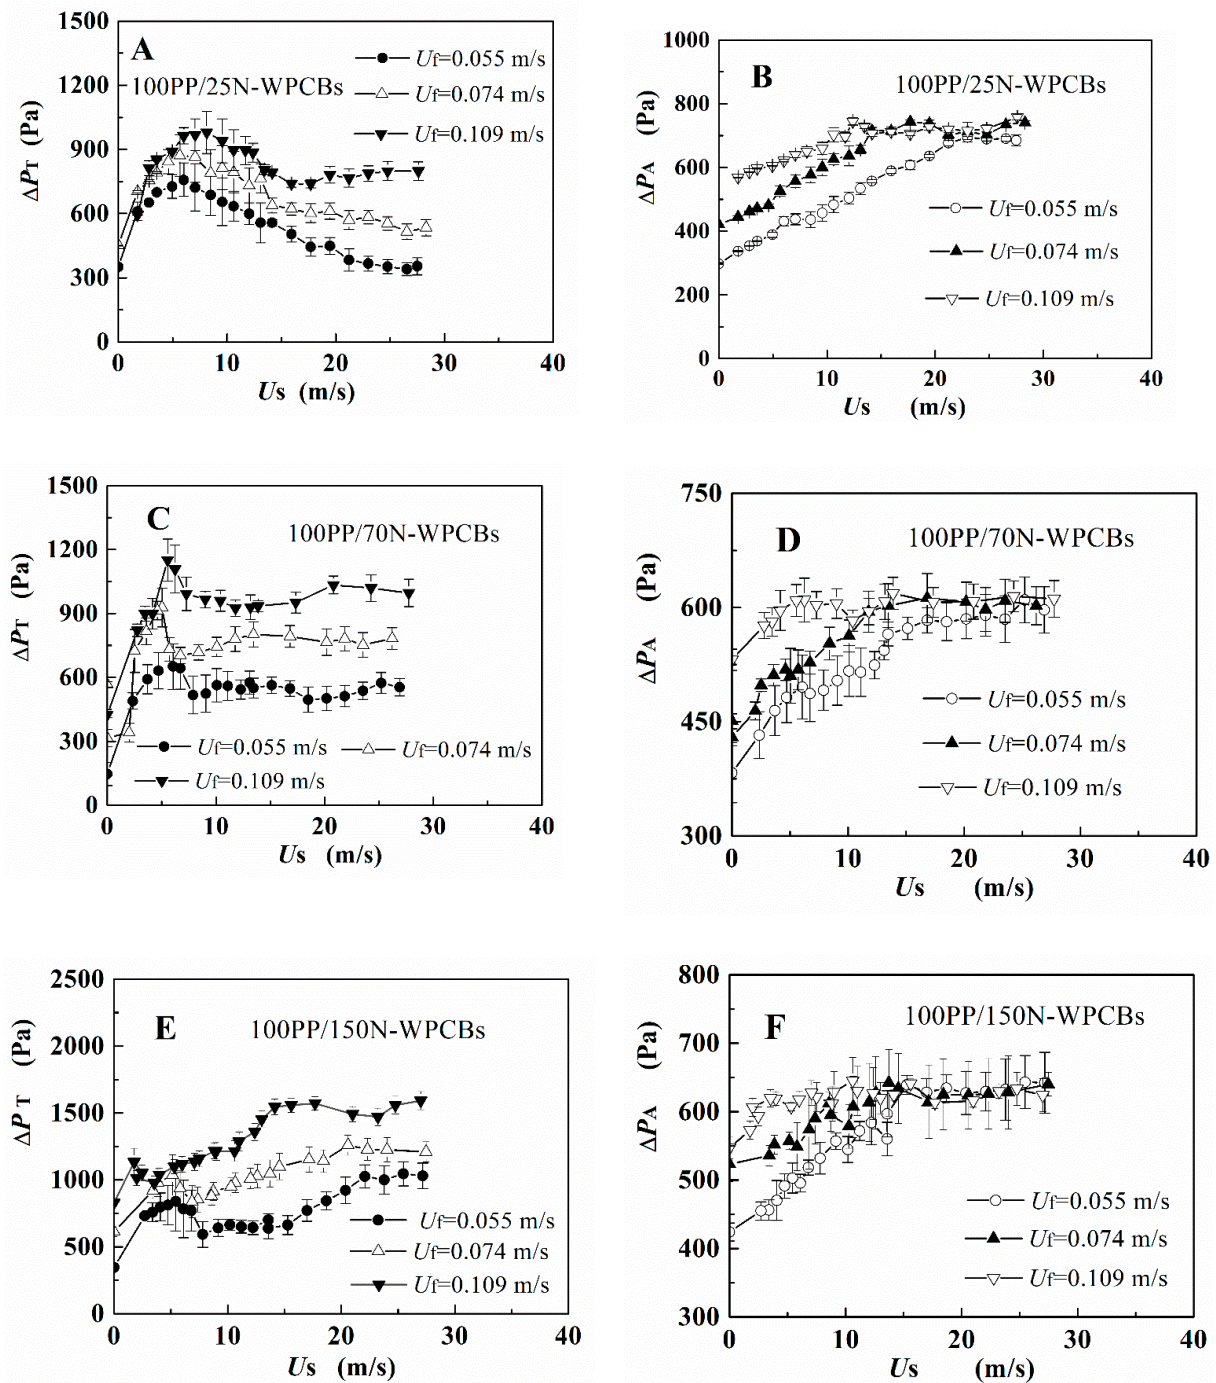 A
100PP/25N-WPCBs
Uf=0.055 m/s
Uf=0.074 m/s
Uf=0.109 m/s
ΔPT (Pa)
1500
1200
900
600
300
0
0 10 20 30 40
Us (m/s)
B
100PP/25N-WPCBs
Uf=0.055 m/s
Uf=0.074 m/s
Uf=0.109 m/s
ΔPA (Pa)
1000
800
600
400
200
0
0 10 20 30 40
Us (m/s)
C
100PP/70N-WPCBs
Uf=0.055 m/s Uf=0.074 m/s
Uf=0.109 m/s
ΔPT (Pa)
1500
1200
900
600
300
0
0 10 20 30 40
Us (m/s)
D
100PP/70N-WPCBs
Uf=0.055 m/s
Uf=0.074 m/s
Uf=0.109 m/s
ΔPA (Pa)
750
600
450
300
0 10 20 30 40
Us (m/s)
E
100PP/150N-WPCBs
Uf=0.055 m/s
Uf=0.074 m/s
Uf=0.109 m/s
ΔPT (Pa)
2500
2000
1500
1000
500
0
0 10 20 30 40
Us (m/s)
F
100PP/150N-WPCBs
Uf=0.055 m/s
Uf=0.074 m/s
Uf=0.109 m/s
ΔPA (Pa)
800
700
600
500
400
300
0 10 20 30 40
Us (m/s)